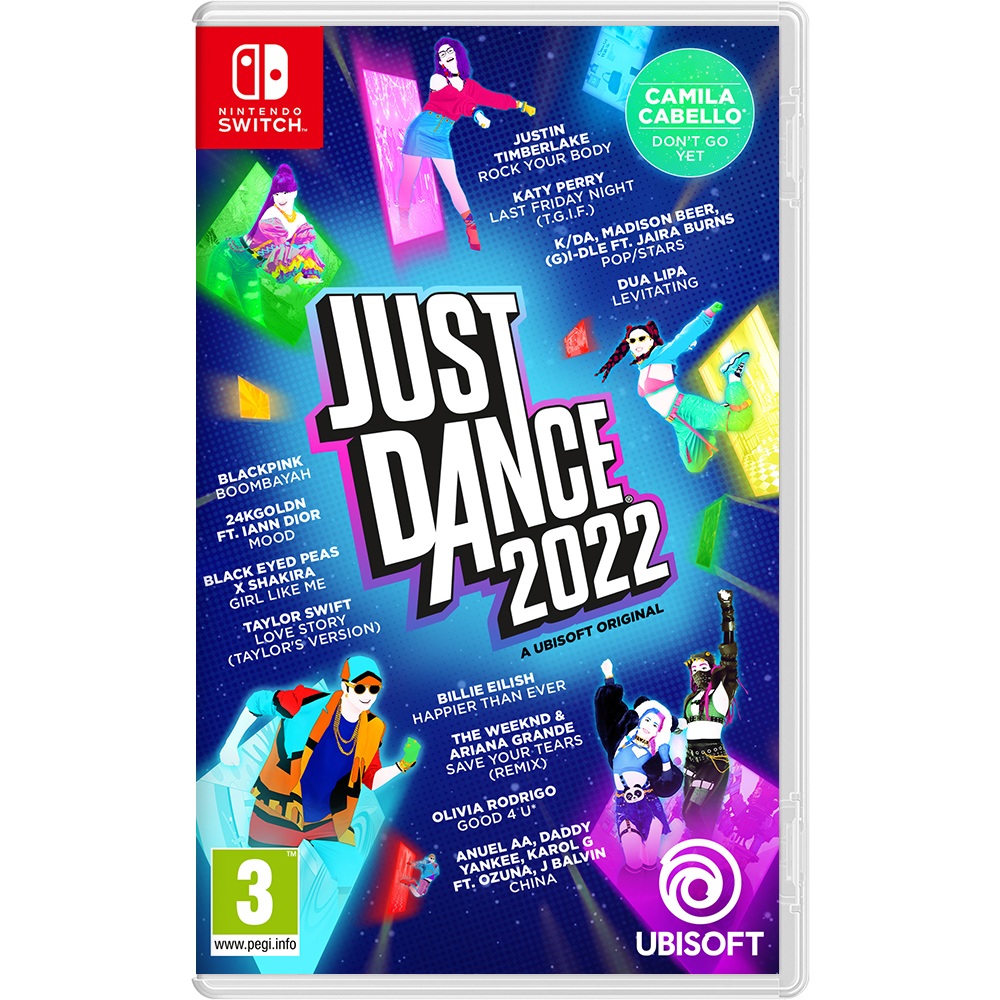 NINTENDO
SWITCH™
CAMILA
CABELLO*
DON'T GO
YET
JUSTIN
TIMBERLAKE
ROCK YOUR BODY
KATY PERRY
LAST FRIDAY NIGHT
(T.G.I.F.)
K/DA, MADISON BEER,
(G)I-DLE FT. JAIRA BURNS
POP/STARS
DUA LIPA
LEVITATING
JUST
DANCE®
2022
A UBISOFT ORIGINAL
BLACKPINK
BOOMBAYAH
24KGOLDN
FT. IANN DIOR
MOOD
BLACK EYED PEAS
X SHAKIRA
GIRL LIKE ME
TAYLOR SWIFT
LOVE STORY
(TAYLOR'S VERSION)
BILLIE EILISH
HAPPIER THAN EVER
THE WEEKND &
ARIANA GRANDE
SAVE YOUR TEARS
(REMIX)
OLIVIA RODRIGO
GOOD 4 U*
ANUEL AA, DADDY
YANKEE, KAROL G
FT. OZUNA, J BALVIN
CHINA
3™
www.pegi.info
UBISOFT